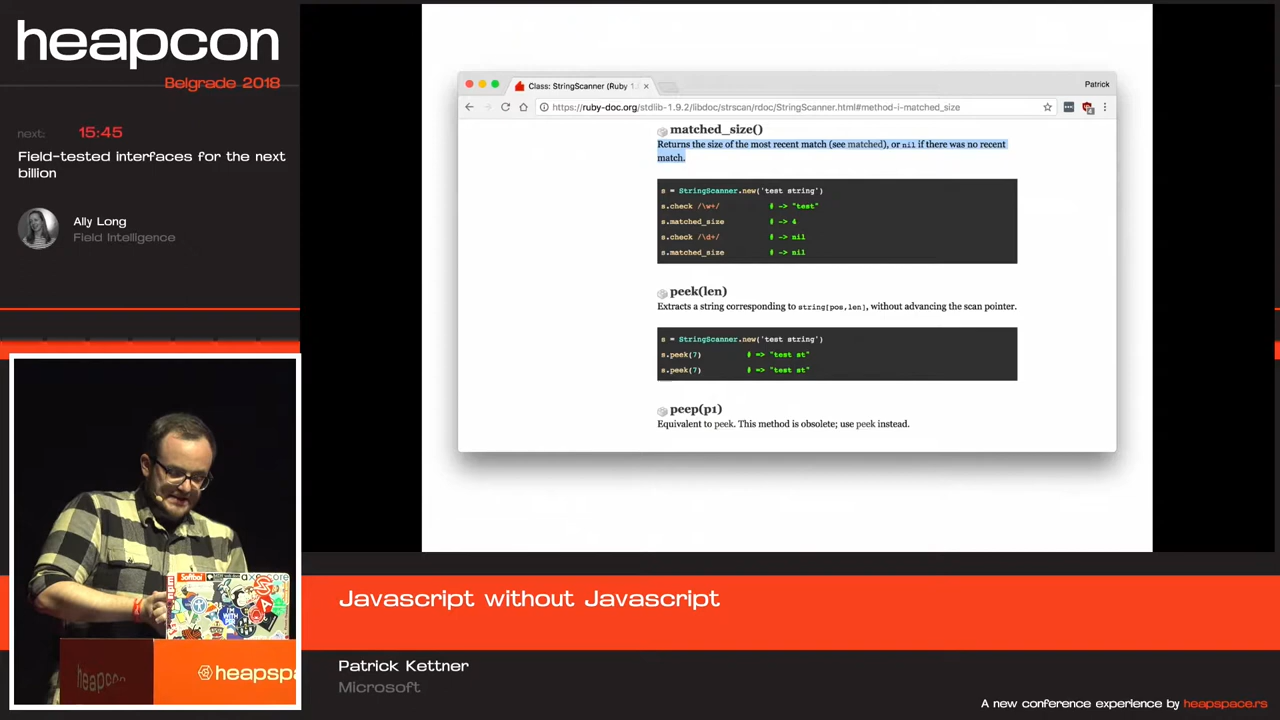 heapcon
Belgrade 2018
next: 15:45
Field-tested interfaces for the next
billion
Ally Long
Field Intelligence
Class: StringScanner (Ruby 1.
Patrick
https://ruby-doc.org/stdlib-1.9.2/libdoc/strscan/rdoc/StringScanner.html#method-i-matched_size
matched_size()
Returns the size of the most recent match (see matched), or nil if there was no recent
match.
s = StringScanner.new('test string')
s.check /\w+/ # -> "test"
s.matched_size # -> 4
s.check /\d+/ # -> nil
s.matched_size # -> nil
peek(len)
Extracts a string corresponding to string[pos,len], without advancing the scan pointer.
s = StringScanner.new('test string')
s.peek(7) # => "test st"
s.peek(7) # => "test st"
peep(p1)
Equivalent to peek. This method is obsolete; use peek instead.
Softboi
I'M
WITH
heapcon
heapspa
Javascript without Javascript
Patrick Kettner
Microsoft
A new conference experience by heapspace.rs